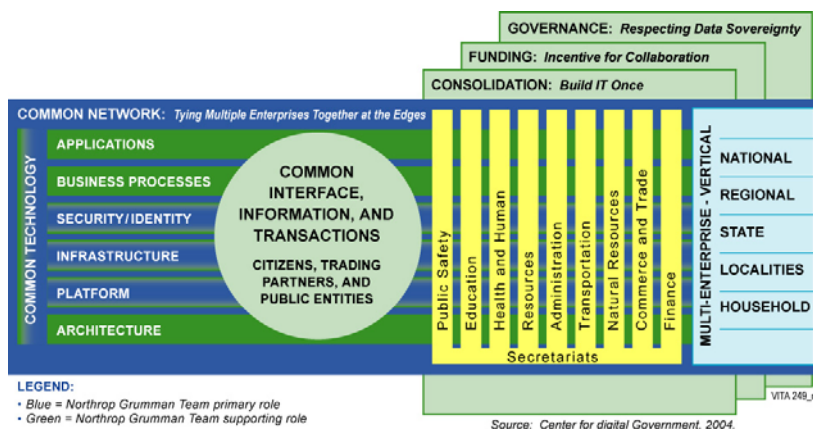 GOVERNANCE: Respecting Data Sovereignty
FUNDING: Incentive for Collaboration
CONSOLIDATION: Build IT Once
COMMON NETWORK: Tying Multiple Enterprises Together at the Edges
COMMON TECHNOLOGY
APPLICATIONS
BUSINESS PROCESSES
SECURITY/IDENTITY
INFRASTRUCTURE
PLATFORM
ARCHITECTURE
COMMON
INTERFACE,
INFORMATION, AND
TRANSACTIONS
CITIZENS, TRADING
PARTNERS, AND
PUBLIC ENTITIES
Public Safety
Education
Health and Human
Resources
Administration
Transportation
Natural Resources
Commerce and Trade
Finance
Secretariats
MULTI-ENTERPRISE - VERTICAL
NATIONAL
REGIONAL
STATE
LOCALITIES
HOUSEHOLD
LEGEND:
• Blue = Northrop Grumman Team primary role
• Green = Northrop Grumman Team supporting role
VITA 249_
Source: Center for digital Government, 2004.